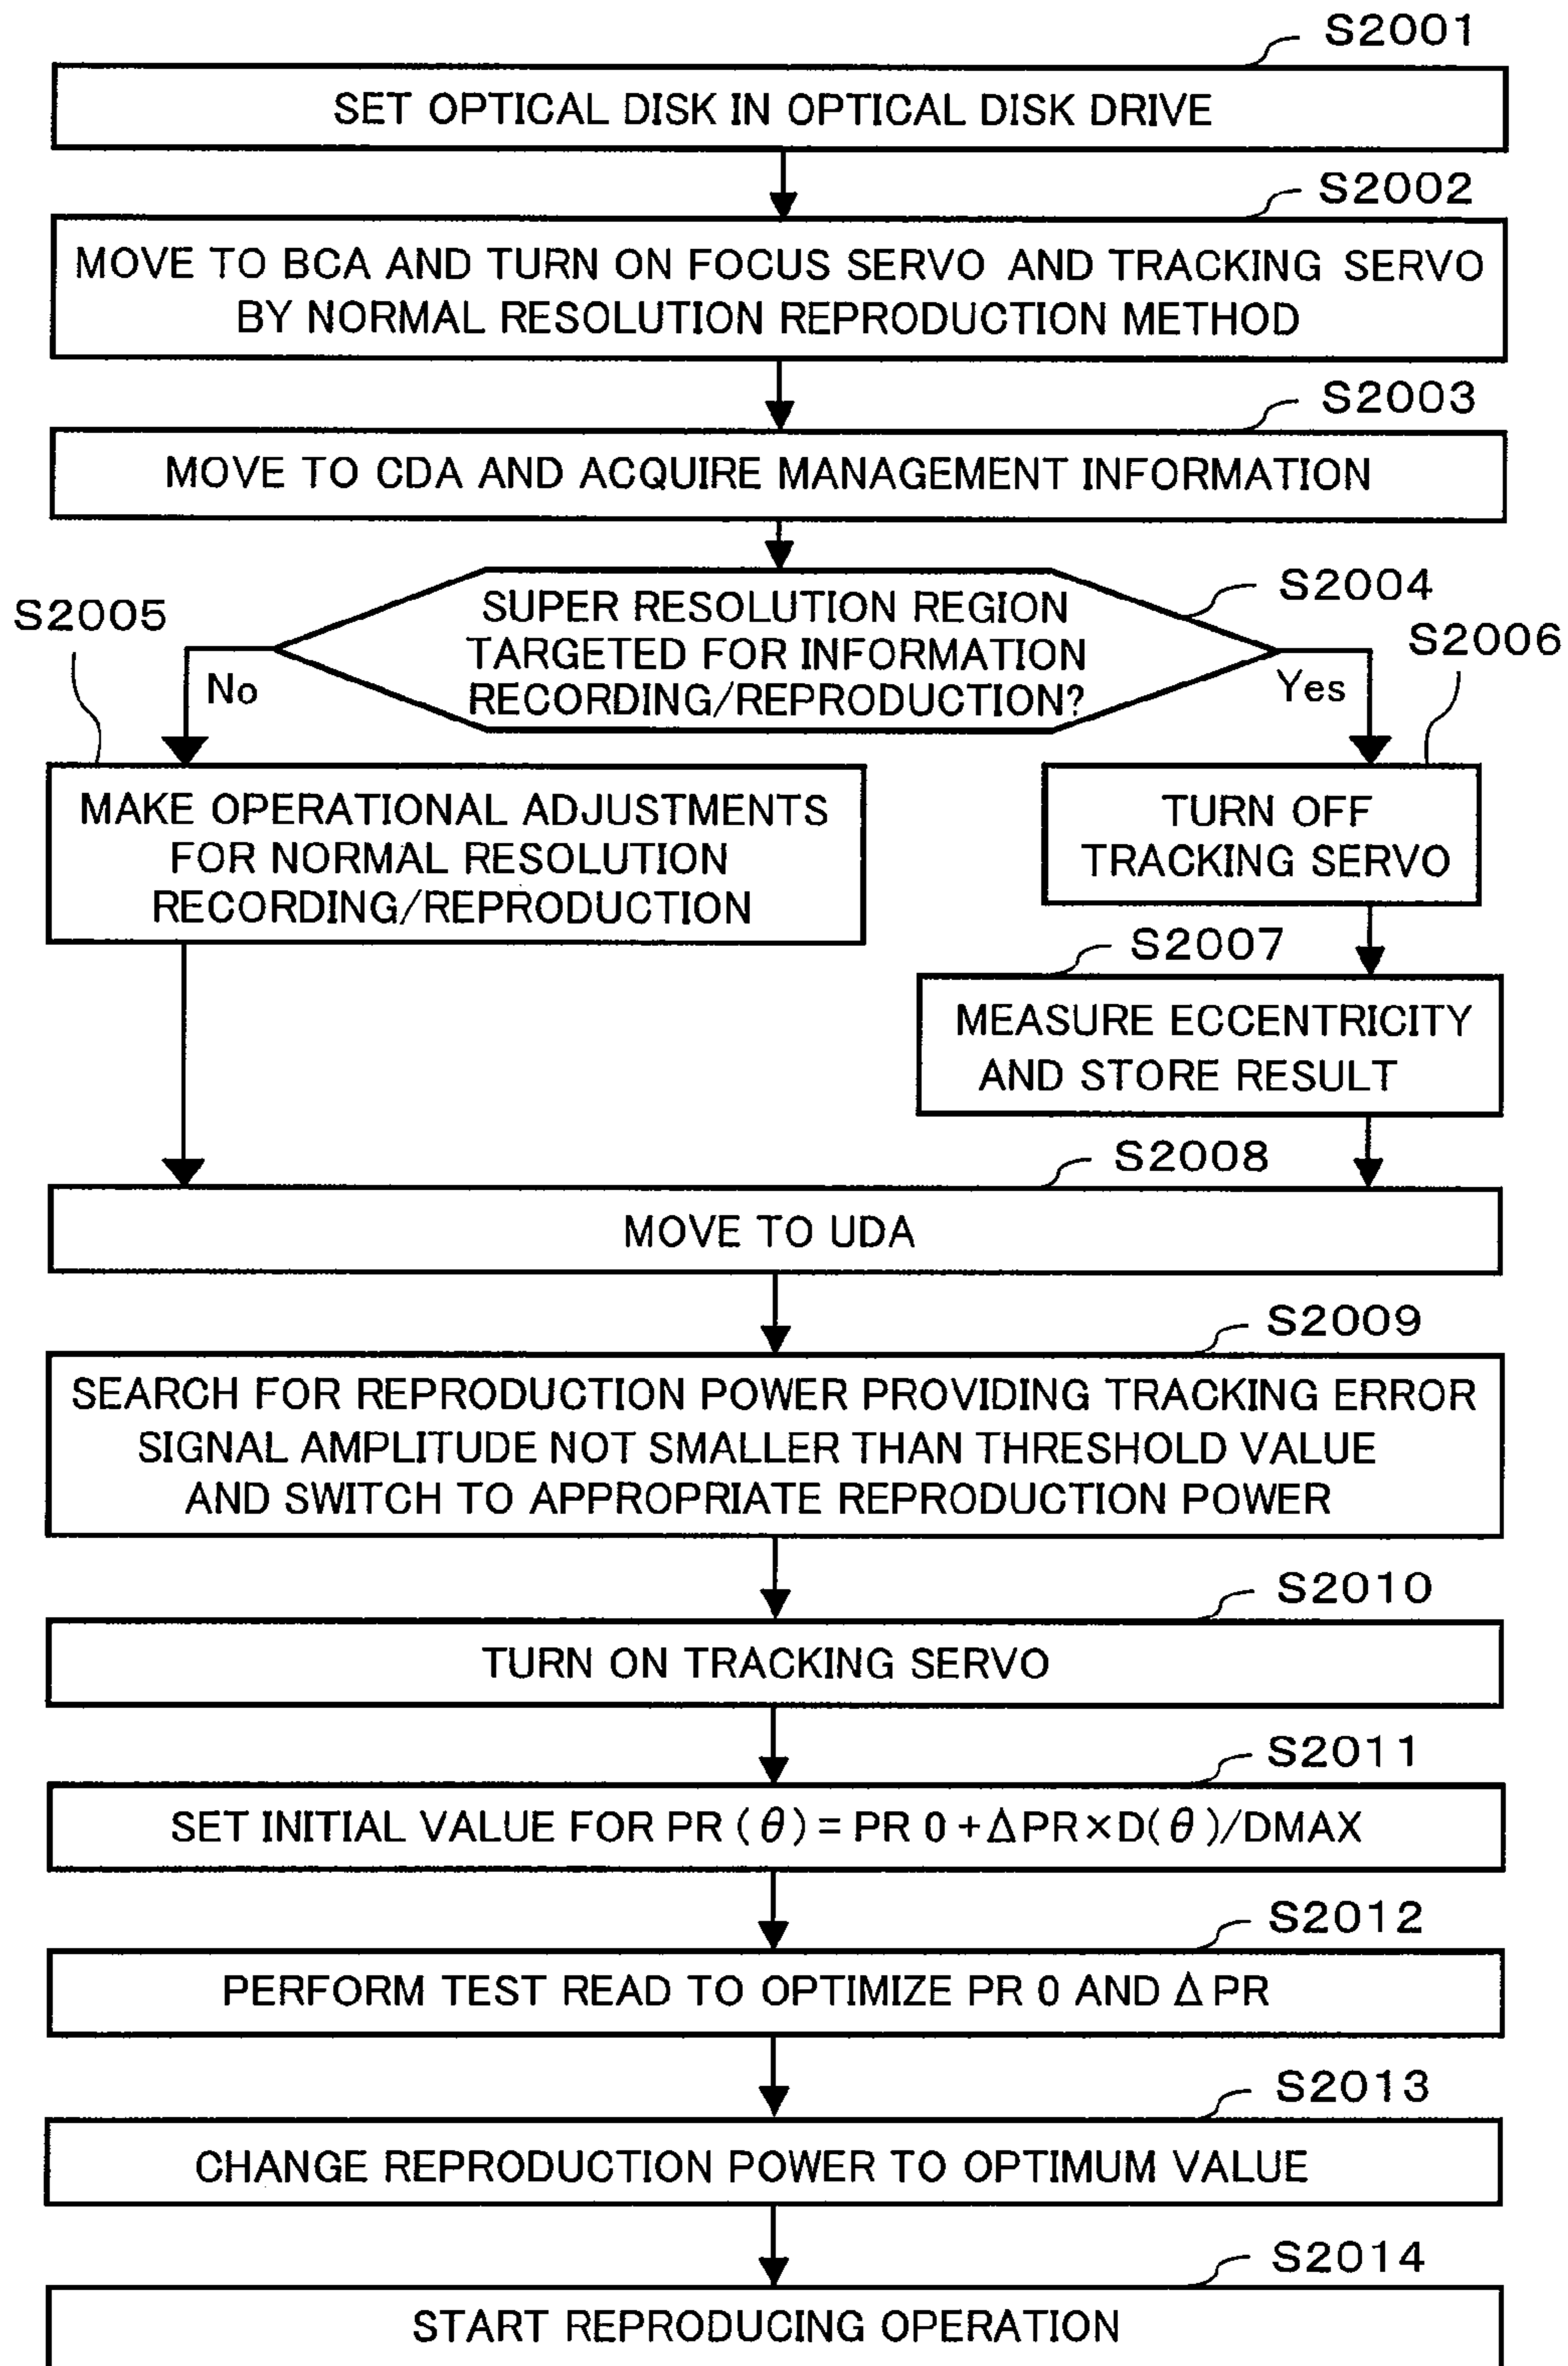 S2001
SET OPTICAL DISK IN OPTICAL DISK DRIVE
S2002
MOVE TO BCA AND TURN ON FOCUS SERVO AND TRACKING SERVO
BY NORMAL RESOLUTION REPRODUCTION METHOD
S2003
MOVE TO CDA AND ACQUIRE MANAGEMENT INFORMATION
S2004
SUPER RESOLUTION REGION
TARGETED FOR INFORMATION
RECORDING/REPRODUCTION?
S2005
No
MAKE OPERATIONAL ADJUSTMENTS
FOR NORMAL RESOLUTION
RECORDING/REPRODUCTION
S2006
Yes
TURN OFF
TRACKING SERVO
S2007
MEASURE ECCENTRICITY
AND STORE RESULT
S2008
MOVE TO UDA
S2009
SEARCH FOR REPRODUCTION POWER PROVIDING TRACKING ERROR
SIGNAL AMPLITUDE NOT SMALLER THAN THRESHOLD VALUE
AND SWITCH TO APPROPRIATE REPRODUCTION POWER
S2010
TURN ON TRACKING SERVO
S2011
SET INITIAL VALUE FOR PR (θ) = PR 0 +ΔPR×D(θ)/DMAX
S2012
PERFORM TEST READ TO OPTIMIZE PR 0 AND Δ PR
S2013
CHANGE REPRODUCTION POWER TO OPTIMUM VALUE
S2014
START REPRODUCING OPERATION